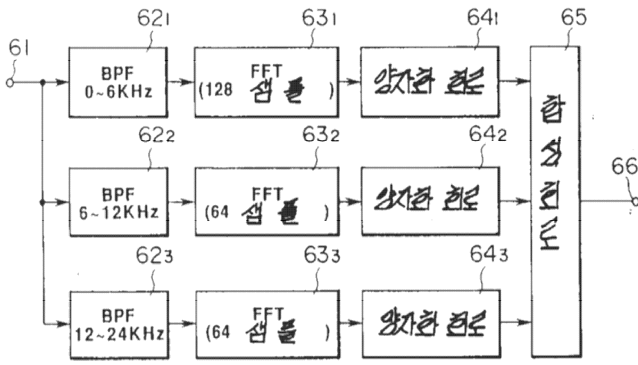 61
62₁
BPF
0~6KHz
63₁
FFT
(128 샘플 )
64₁
양자화 회로
65
합성회로
66
62₂
BPF
6~12KHz
63₂
FFT
(64 샘플 )
64₂
양자화 회로
62₃
BPF
12~24KHz
63₃
FFT
(64 샘플 )
64₃
양자화 회로